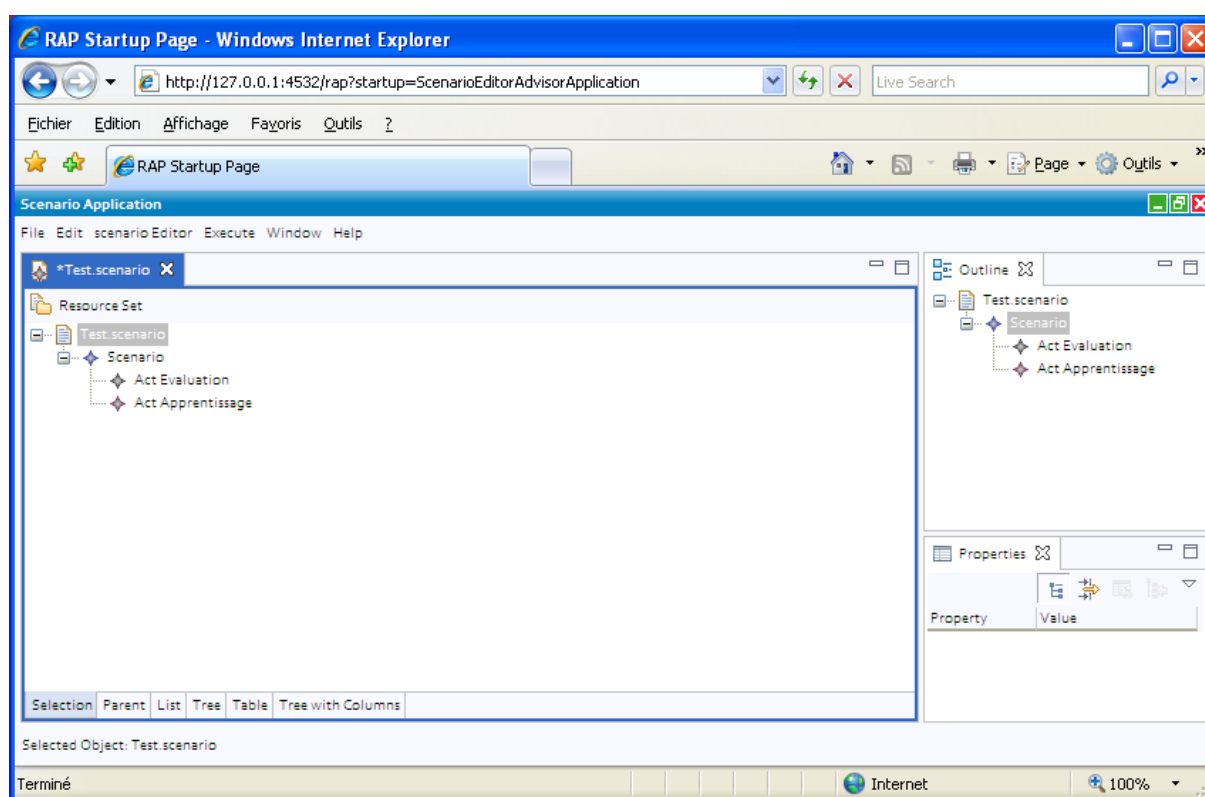 RAP Startup Page - Windows Internet Explorer
http://127.0.0.1:4532/rap?startup=ScenarioEditorAdvisorApplication
Live Search
Fichier Edition Affichage Favoris Outils ?
RAP Startup Page
Page Outils »
Scenario Application
File Edit scenario Editor Execute Window Help
*Test.scenario
Resource Set
Test.scenario
Scenario
Act Evaluation
Act Apprentissage
Selection Parent List Tree Table Tree with Columns
Outline
Test.scenario
Scenario
Act Evaluation
Act Apprentissage
Properties
Property Value
Selected Object: Test.scenario
Terminé Internet 100%